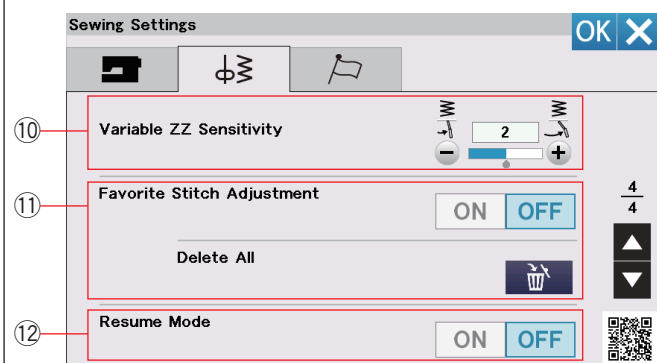 Sewing Settings
OK
⑩ Variable ZZ Sensitivity
2
⑪ Favorite Stitch Adjustment
ON OFF
4
4
Delete All
⑫ Resume Mode
ON OFF